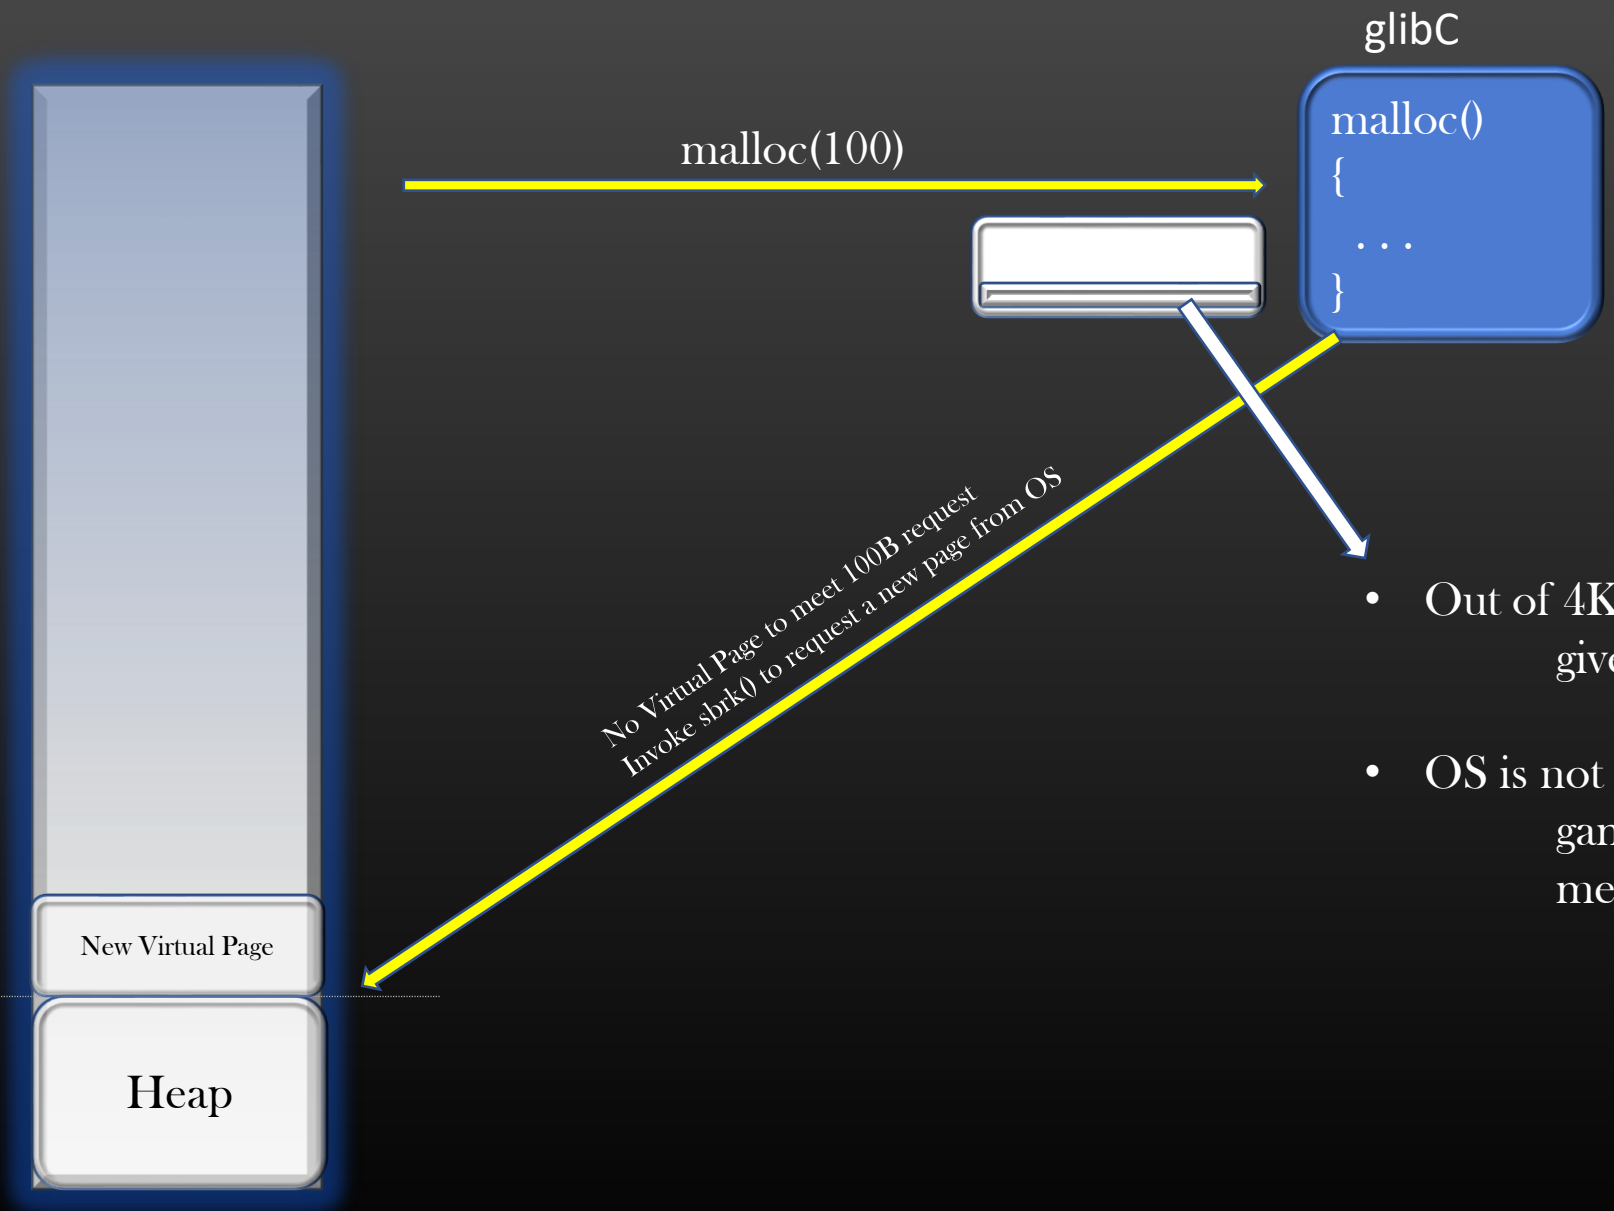 glibC
malloc(100)
malloc()
{
. . .
}
No Virtual Page to meet 100B request
Invoke sbrk() to request a new page from OS
• Out of 4K
• OS is not
New Virtual Page
Heap